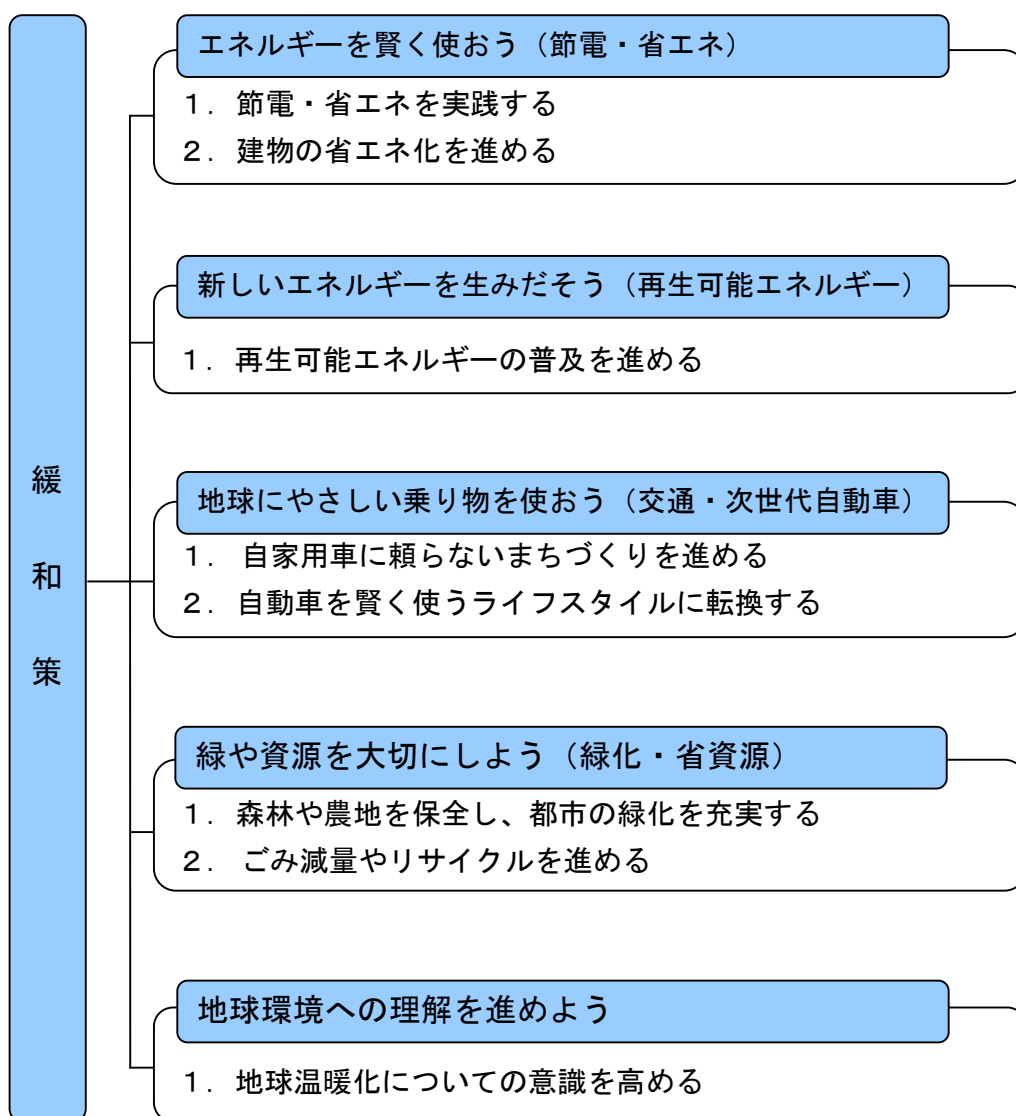 緩和策
エネルギーを賢く使おう（節電・省エネ）
１．節電・省エネを実践する
２．建物の省エネ化を進める
新しいエネルギーを生みだそう（再生可能エネルギー）
１．再生可能エネルギーの普及を進める
地球にやさしい乗り物を使おう（交通・次世代自動車）
１．自家用車に頼らないまちづくりを進める
２．自動車を賢く使うライフスタイルに転換する
緑や資源を大切にしよう（緑化・省資源）
１．森林や農地を保全し、都市の緑化を充実する
２．ごみ減量やリサイクルを進める
地球環境への理解を進めよう
１．地球温暖化についての意識を高める